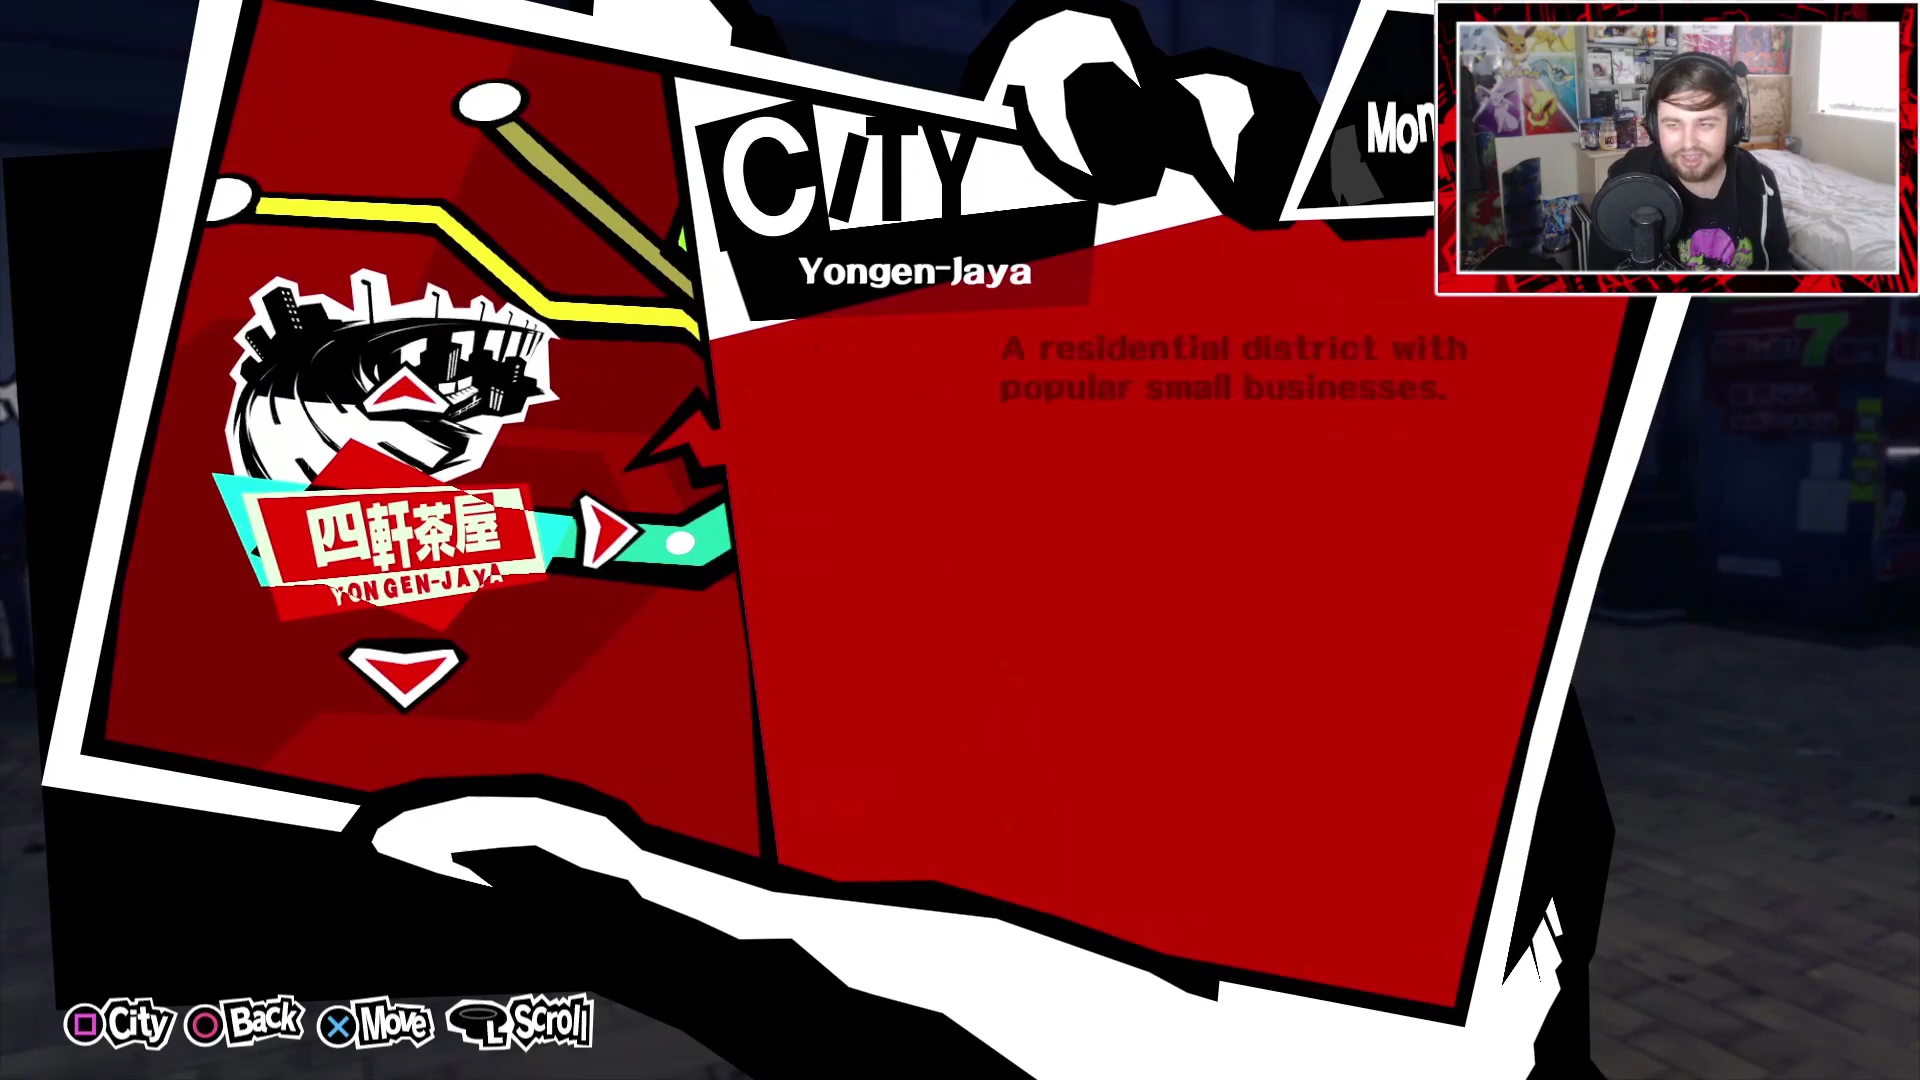 CITY
Mon
Yongen-Jaya
A residential district with
popular small businesses.
四軒茶屋
YONGEN-JAYA
7
City Back Move L Scroll